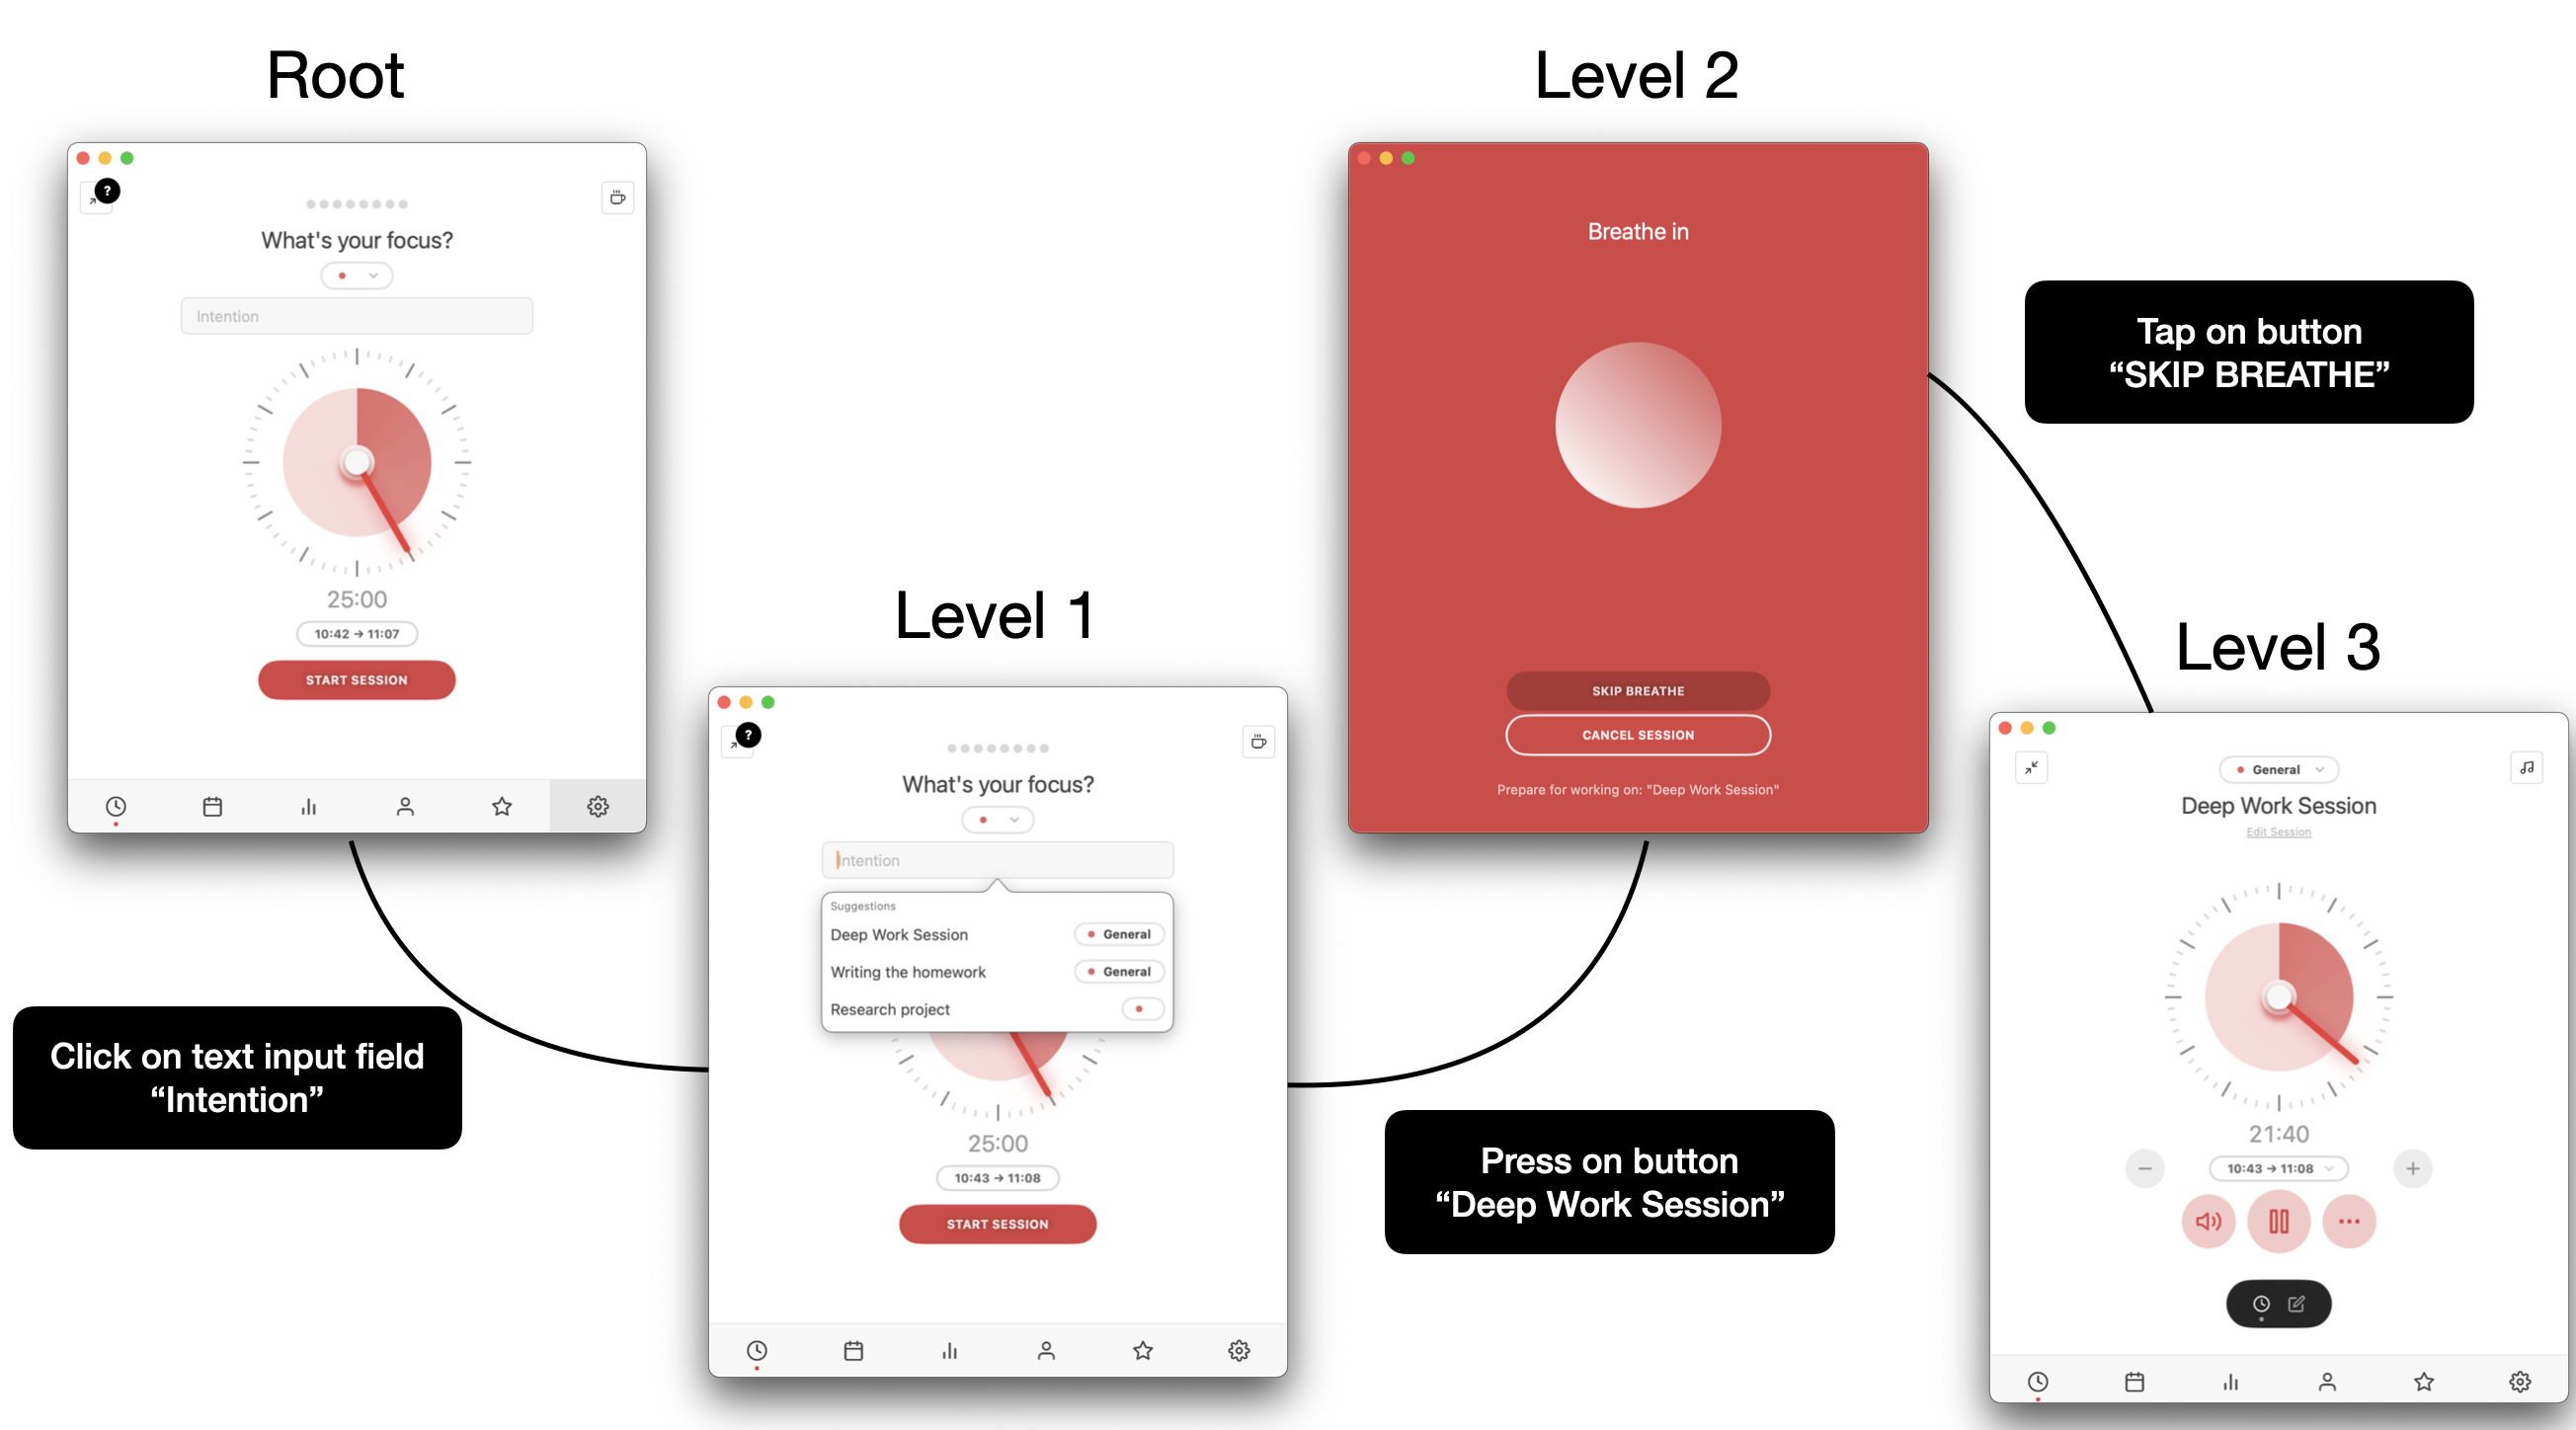 Root
?
What's your focus?
Intention
25:00
10:42 → 11:07
START SESSION
Click on text input field
“Intention”
Level 1
?
What's your focus?
Intention
Suggestions
Deep Work Session
General
Writing the homework
General
Research project
25:00
10:43 → 11:08
START SESSION
Press on button
“Deep Work Session”
Level 2
Breathe in
SKIP BREATHE
CANCEL SESSION
Prepare for working on: "Deep Work Session"
Tap on button
“SKIP BREATHE”
Level 3
General
Deep Work Session
Edit Session
21:40
10:43 → 11:08